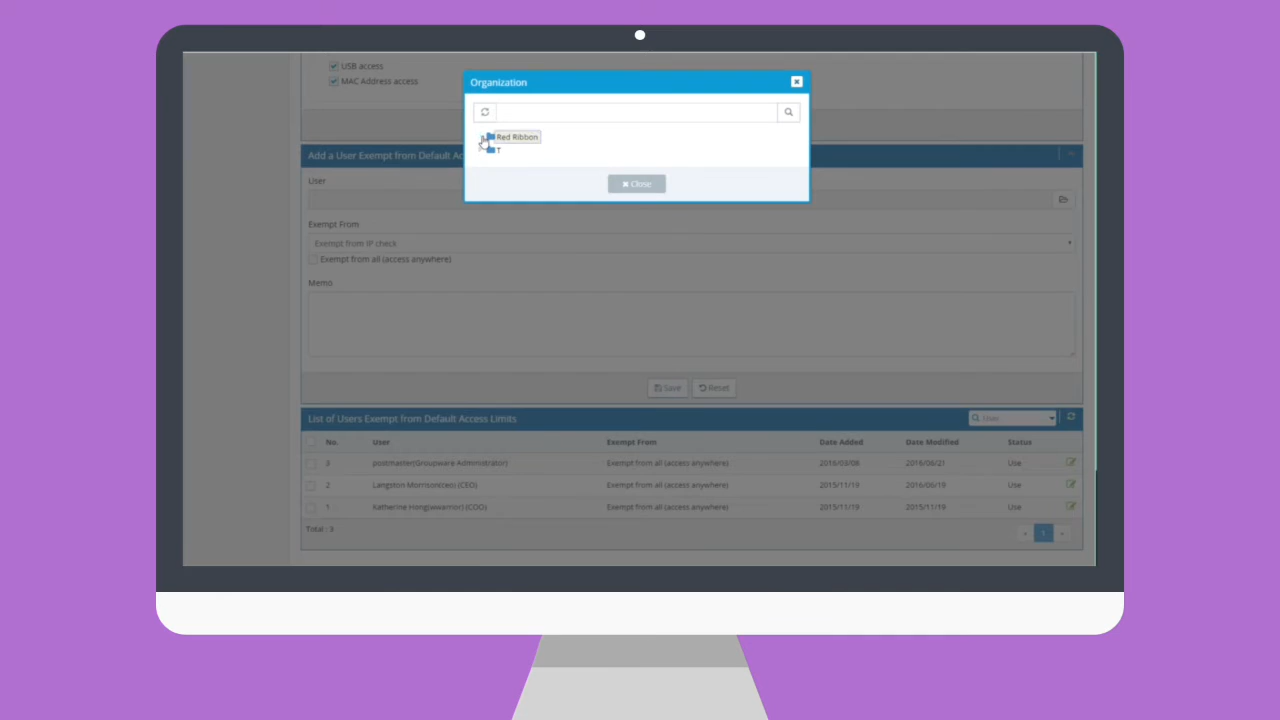 USB access
MAC Address access
Organization
Red Ribbon
T
Close
Add a User Exempt from Default Ac
User
Exempt From
Exempt from IP check
Exempt from all (access anywhere)
Memo
Save Reset
List of Users Exempt from Default Access Limits User
No. User Exempt From Date Added Date Modified Status
3 postmaster(Groupware Administrator) Exempt from all (access anywhere) 2016/03/08 2016/06/21 Use
2 Langston Morrison(ceo) (CEO) Exempt from all (access anywhere) 2015/11/19 2016/06/19 Use
1 Katherine Hong(wwarrior) (COO) Exempt from all (access anywhere) 2015/11/19 2015/11/19 Use
Total : 3
« 1 »